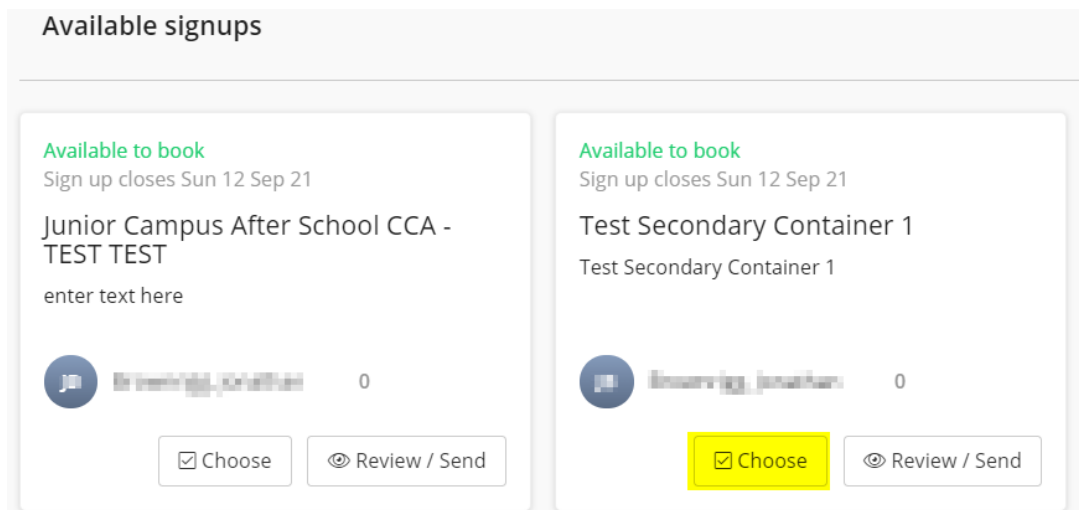 Available signups
Available to book
Sign up closes Sun 12 Sep 21
Junior Campus After School CCA -
TEST TEST
enter text here
0
Choose
Review / Send
Available to book
Sign up closes Sun 12 Sep 21
Test Secondary Container 1
Test Secondary Container 1
0
Choose
Review / Send